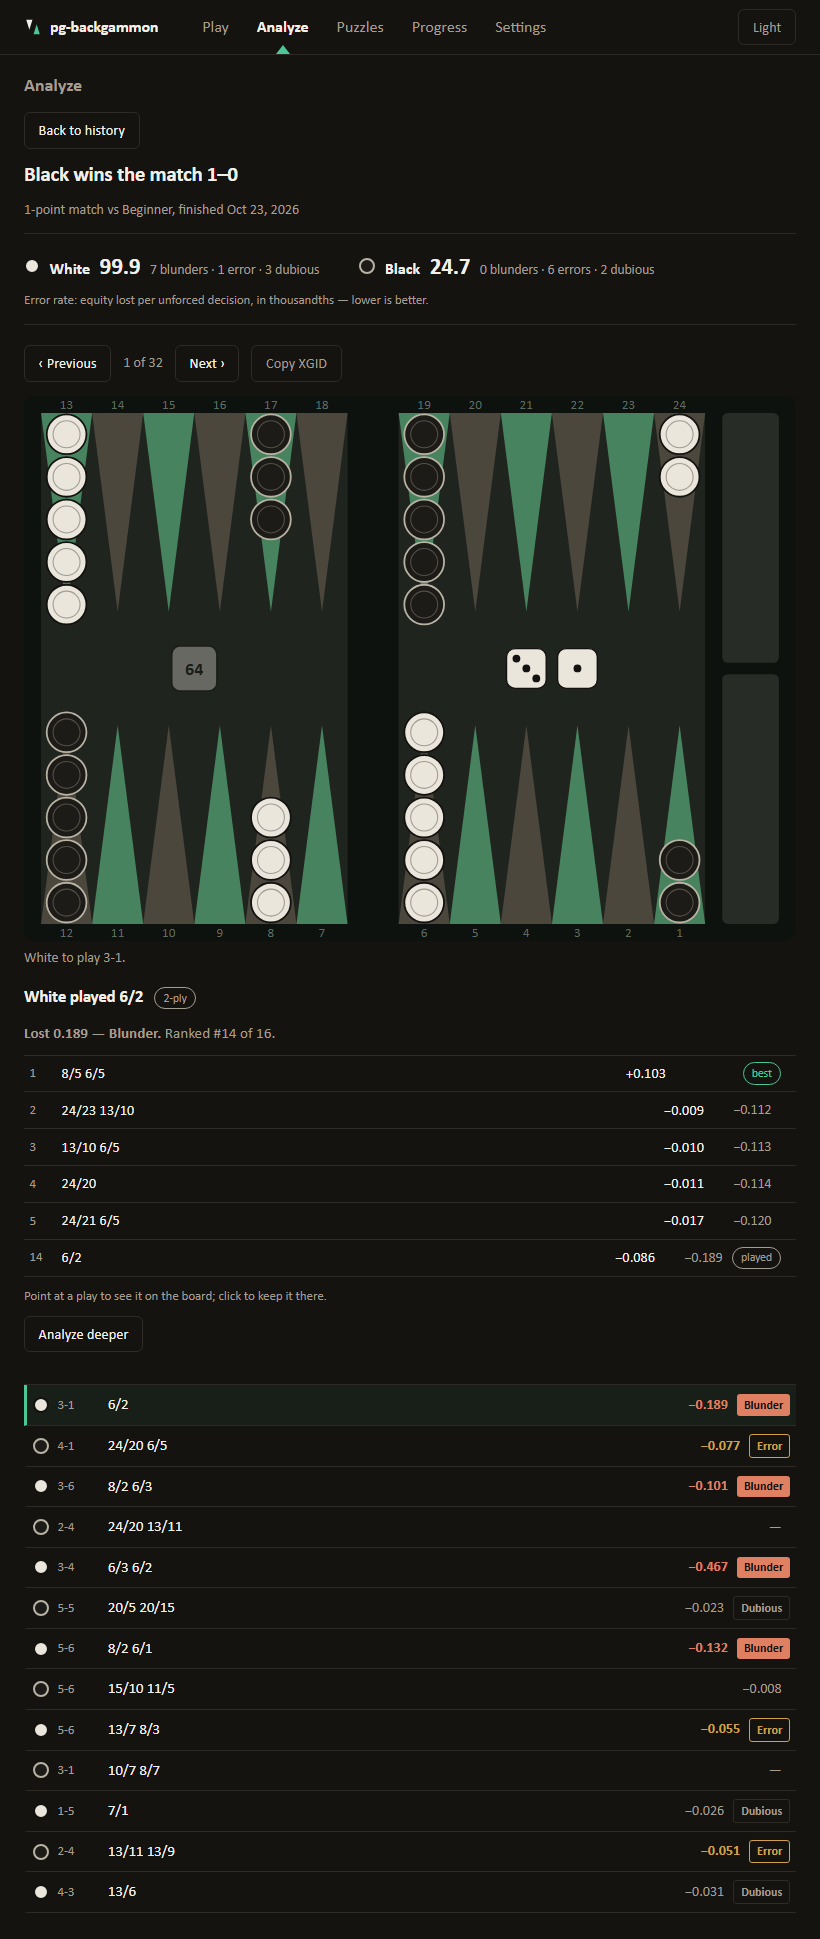 pg-backgammon Play Analyze Puzzles Progress Settings Light
Analyze
Back to history
Black wins the match 1–0
1-point match vs Beginner, finished Oct 23, 2026
White 99.9 7 blunders · 1 error · 3 dubious Black 24.7 0 blunders · 6 errors · 2 dubious
Error rate: equity lost per unforced decision, in thousandths — lower is better.
‹ Previous 1 of 32 Next › Copy XGID
13 14 15 16 17 18 19 20 21 22 23 24
64
12 11 10 9 8 7 6 5 4 3 2 1
White to play 3-1.
White played 6/2 2-ply
Lost 0.189 — Blunder. Ranked #14 of 16.
1 8/5 6/5 +0.103 best
2 24/23 13/10 −0.009 −0.112
3 13/10 6/5 −0.010 −0.113
4 24/20 −0.011 −0.114
5 24/21 6/5 −0.017 −0.120
14 6/2 −0.086 −0.189 played
Point at a play to see it on the board; click to keep it there.
Analyze deeper
3-1 6/2 −0.189 Blunder
4-1 24/20 6/5 −0.077 Error
3-6 8/2 6/3 −0.101 Blunder
2-4 24/20 13/11 —
3-4 6/3 6/2 −0.467 Blunder
5-5 20/5 20/15 −0.023 Dubious
5-6 8/2 6/1 −0.132 Blunder
5-6 15/10 11/5 −0.008
5-6 13/7 8/3 −0.055 Error
3-1 10/7 8/7 —
1-5 7/1 −0.026 Dubious
2-4 13/11 13/9 −0.051 Error
4-3 13/6 −0.031 Dubious